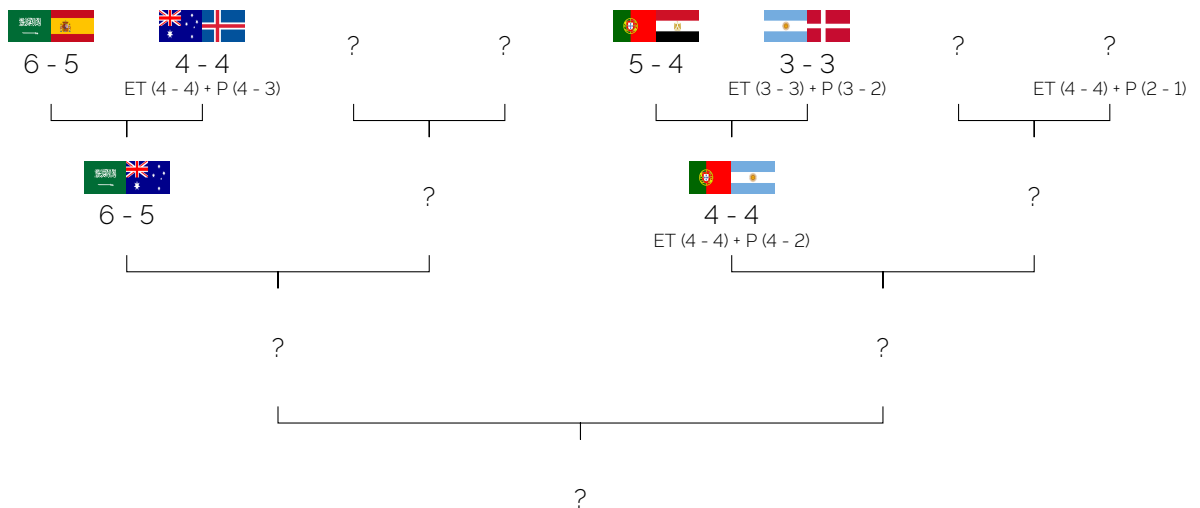 ? ? ? ?
6 - 5 4 - 4 5 - 4 3 - 3
ET (4 - 4) + P (4 - 3) ET (3 - 3) + P (3 - 2) ET (4 - 4) + P (2 - 1)
? ?
6 - 5 4 - 4
ET (4 - 4) + P (4 - 2)
? ?
?